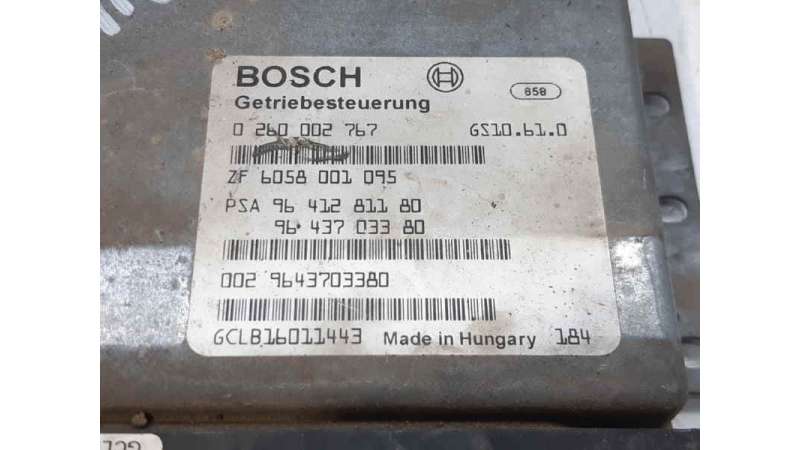 BOSCH 658
Getriebesteuerung
0 260 002 767 GS10.61.0
ZF 6058 001 095
PSA 96 412 811 80
96 437 033 80
002 9643703380
GCLB16011443 Made in Hungary 184